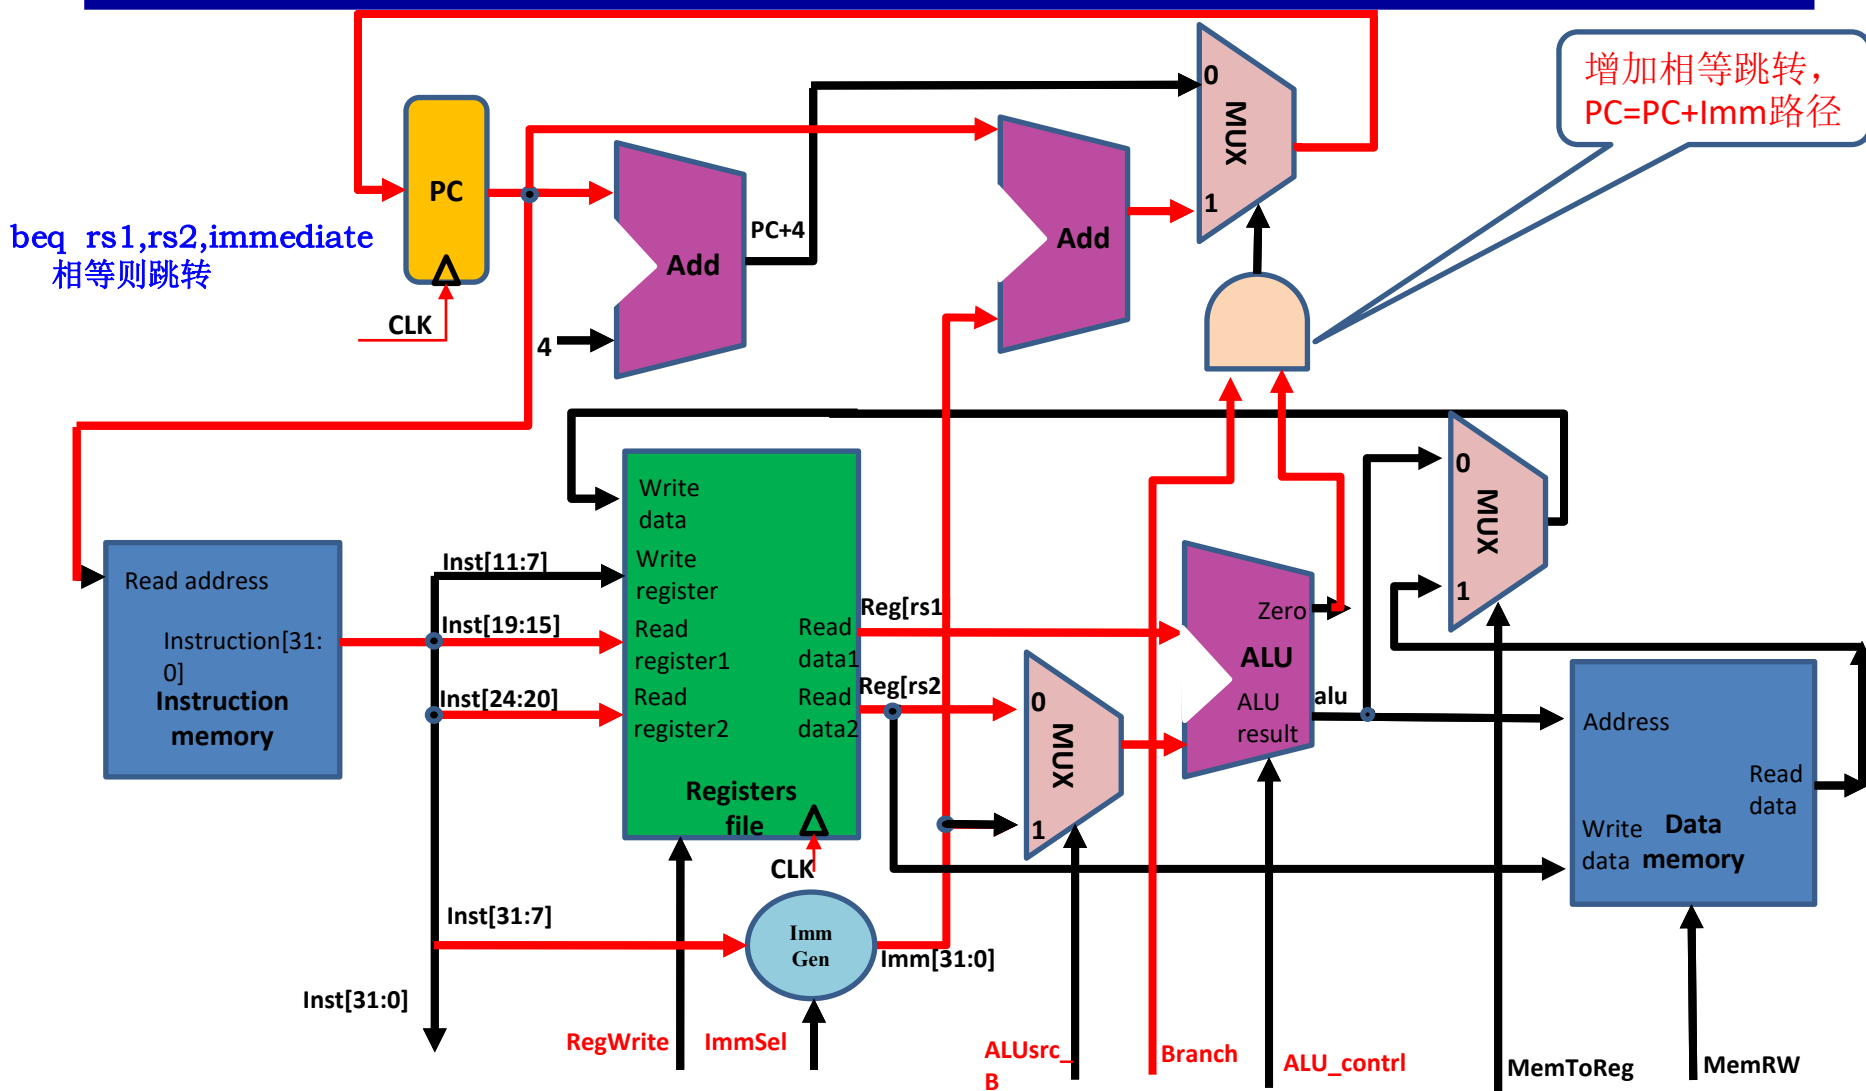 增加相等跳转，
PC=PC+Imm路径
0
MUX
1
PC
CLK
beq rs1,rs2,immediate
相等则跳转
PC+4
Add
4
Add
Write
data
Write
register
Read
register1
Read
register2
Read
data1
Read
data2
Registers
file
CLK
Read address
Instruction[31:
0]
Instruction
memory
Inst[11:7]
Inst[19:15]
Inst[24:20]
Inst[31:7]
Inst[31:0]
Reg[rs1
Reg[rs2
0
MUX
1
Zero
ALU
ALU
result
alu
0
MUX
1
Address
Read
data
Write
data
Data
memory
Imm
Gen
Imm[31:0]
RegWrite
ImmSel
ALUsrc_
B
Branch
ALU_contrl
MemToReg
MemRW